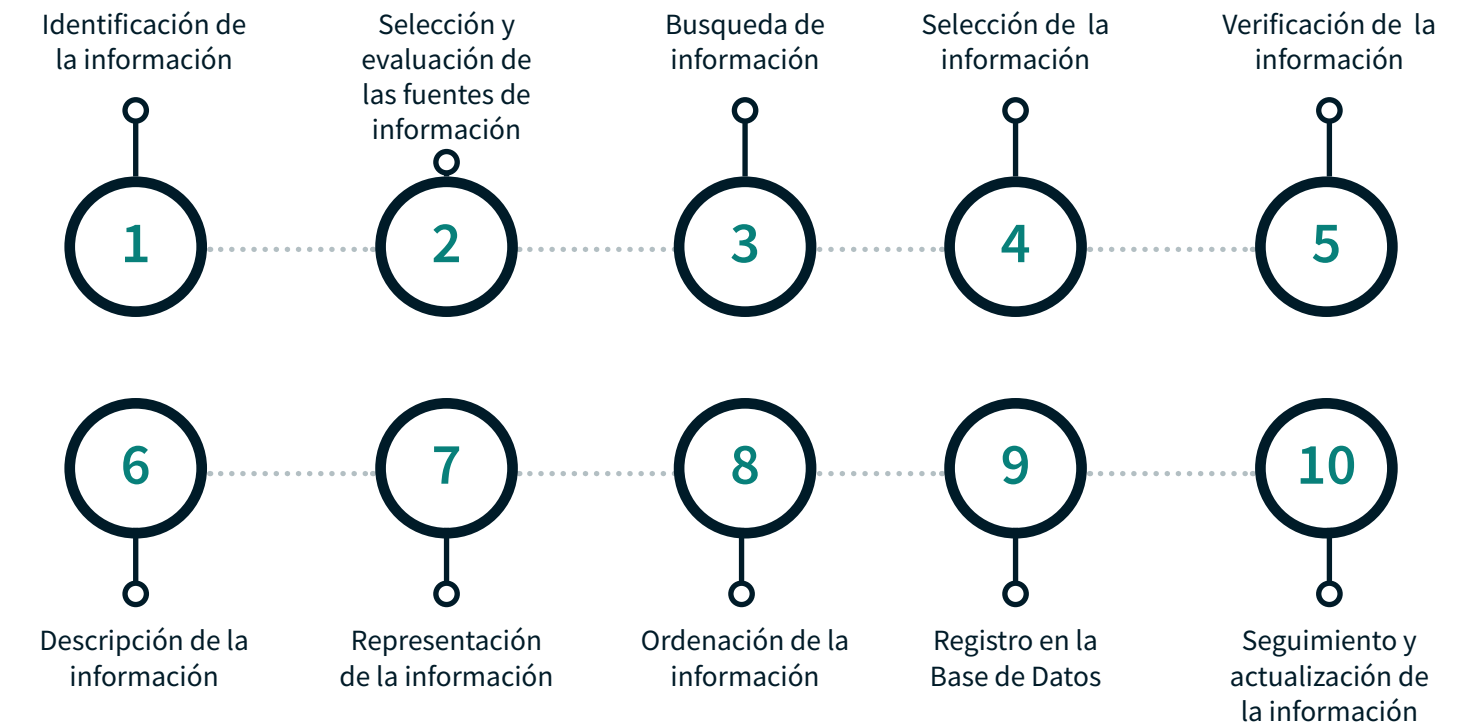 Identificación de
la información
Selección y
evaluación de
las fuentes de
información
Busqueda de
información
Selección de  la
información
Verificación de  la
información
1
2
3
4
5
6
7
8
9
10
Descripción de la
información
Representación
de la información
Ordenación de la
información
Registro en la
Base de Datos
Seguimiento y
actualización de
la información